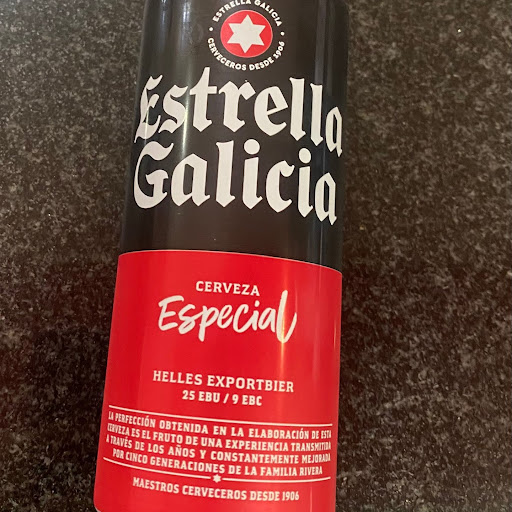 ESTRELLA GALICIA
CERVECEROS DESDE 1906
Estrella
Galicia
CERVEZA
Especial
HELLES EXPORTBIER
25 EBU / 9 EBC
LA PERFECCIÓN OBTENIDA EN LA ELABORACIÓN DE ESTA
CERVEZA ES EL FRUTO DE UNA EXPERIENCIA TRANSMITIDA
A TRAVÉS DE LOS AÑOS Y CONSTANTEMENTE MEJORADA
POR CINCO GENERACIONES DE LA FAMILIA RIVERA
MAESTROS CERVECEROS DESDE 1906